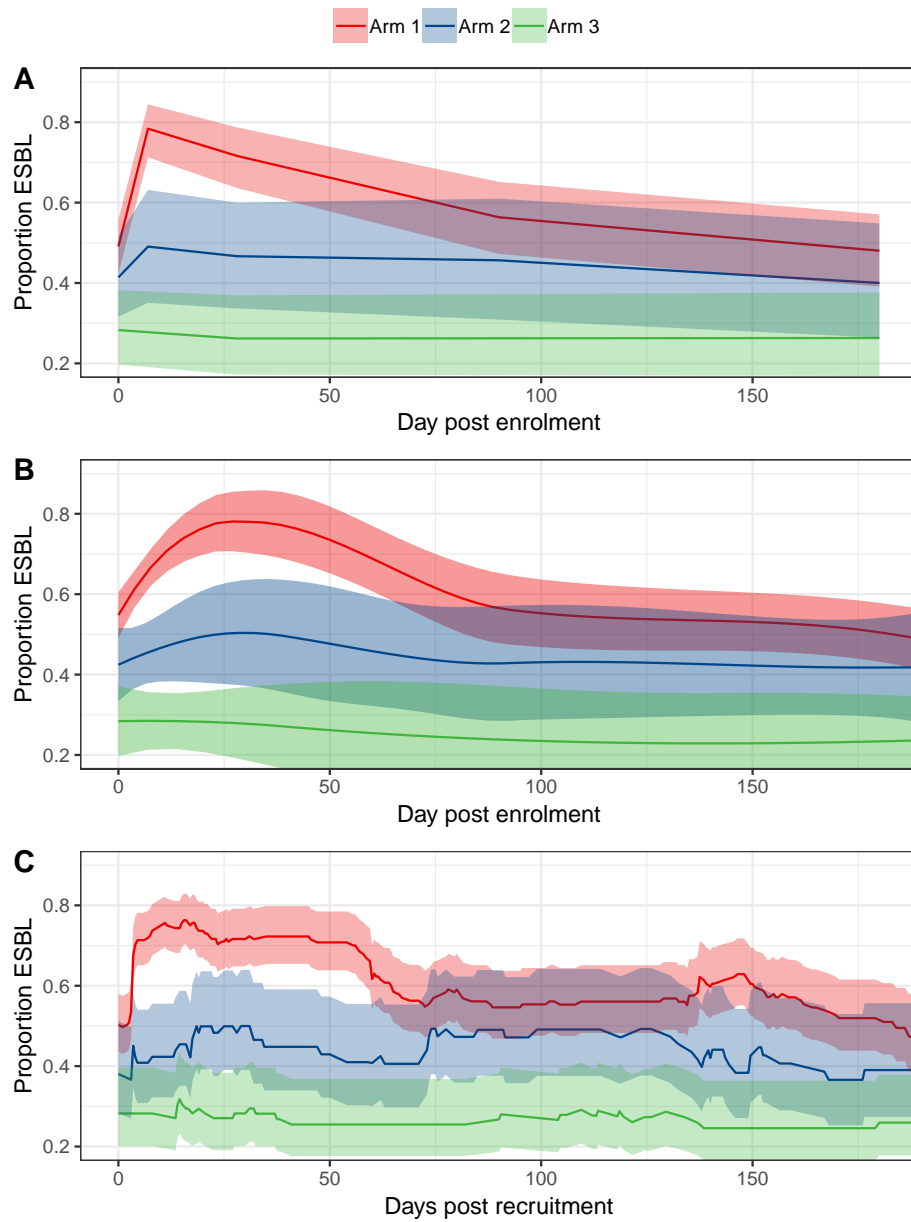 Arm 1 Arm 2 Arm 3
A
Proportion ESBL
0.8
0.6
0.4
0.2
0 50 100 150
Day post enrolment
B
Proportion ESBL
0.8
0.6
0.4
0.2
0 50 100 150
Day post enrolment
C
Proportion ESBL
0.8
0.6
0.4
0.2
0 50 100 150
Days post recruitment